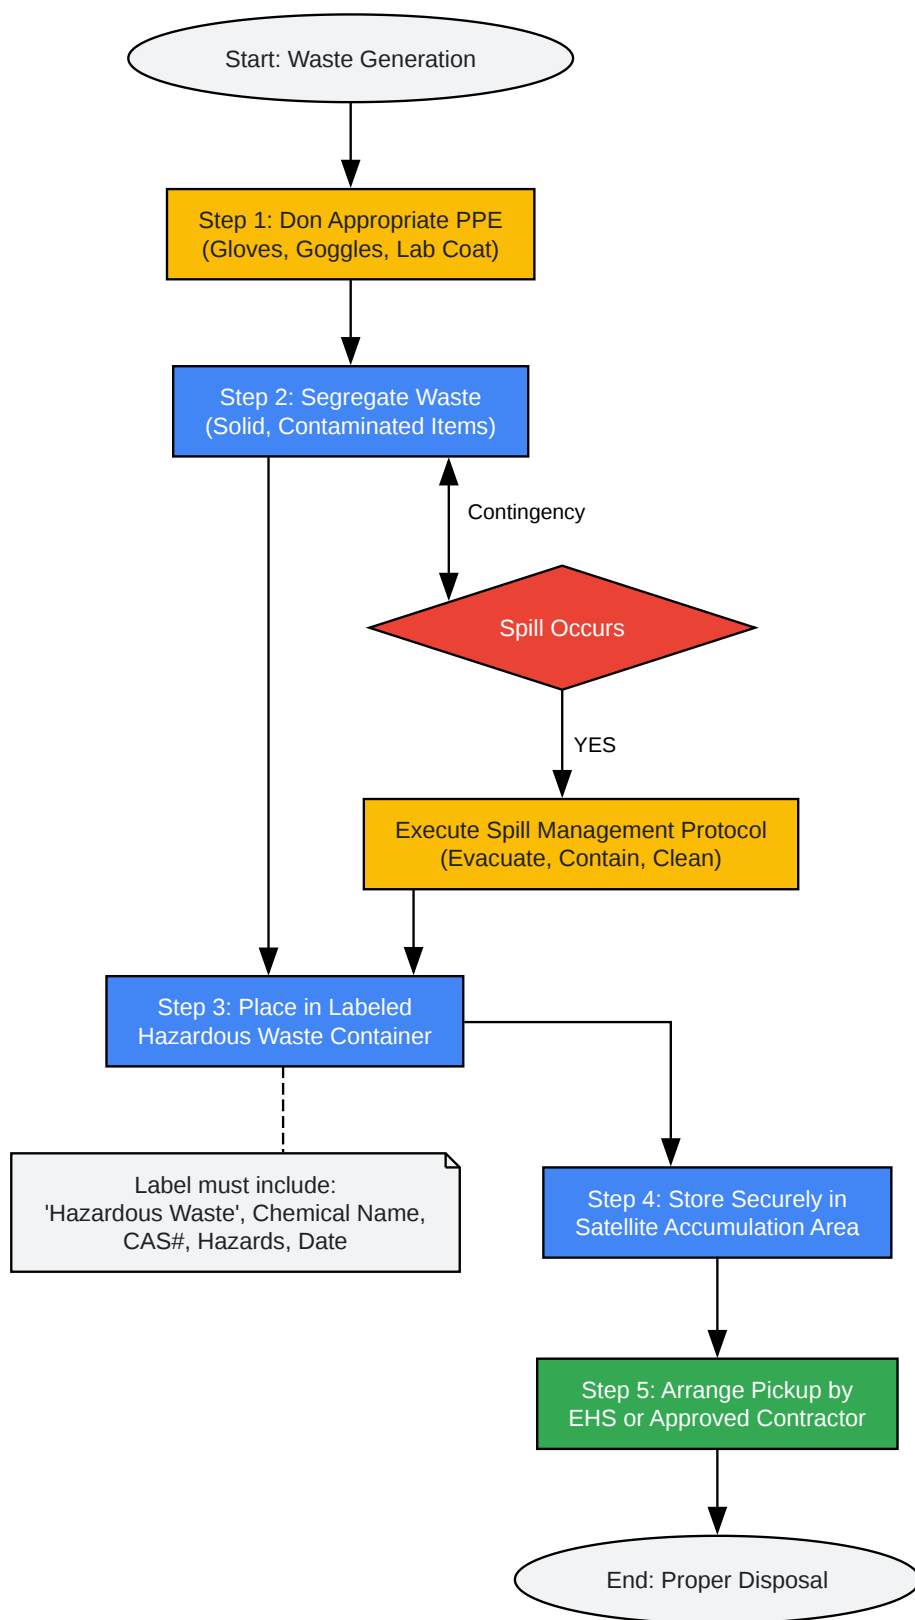 Start: Waste Generation
Step 1: Don Appropriate PPE
(Gloves, Goggles, Lab Coat)
Step 2: Segregate Waste
(Solid, Contaminated Items)
Contingency
Spill Occurs
YES
Execute Spill Management Protocol
(Evacuate, Contain, Clean)
Step 3: Place in Labeled
Hazardous Waste Container
Label must include:
'Hazardous Waste', Chemical Name,
CAS#, Hazards, Date
Step 4: Store Securely in
Satellite Accumulation Area
Step 5: Arrange Pickup by
EHS or Approved Contractor
End: Proper Disposal